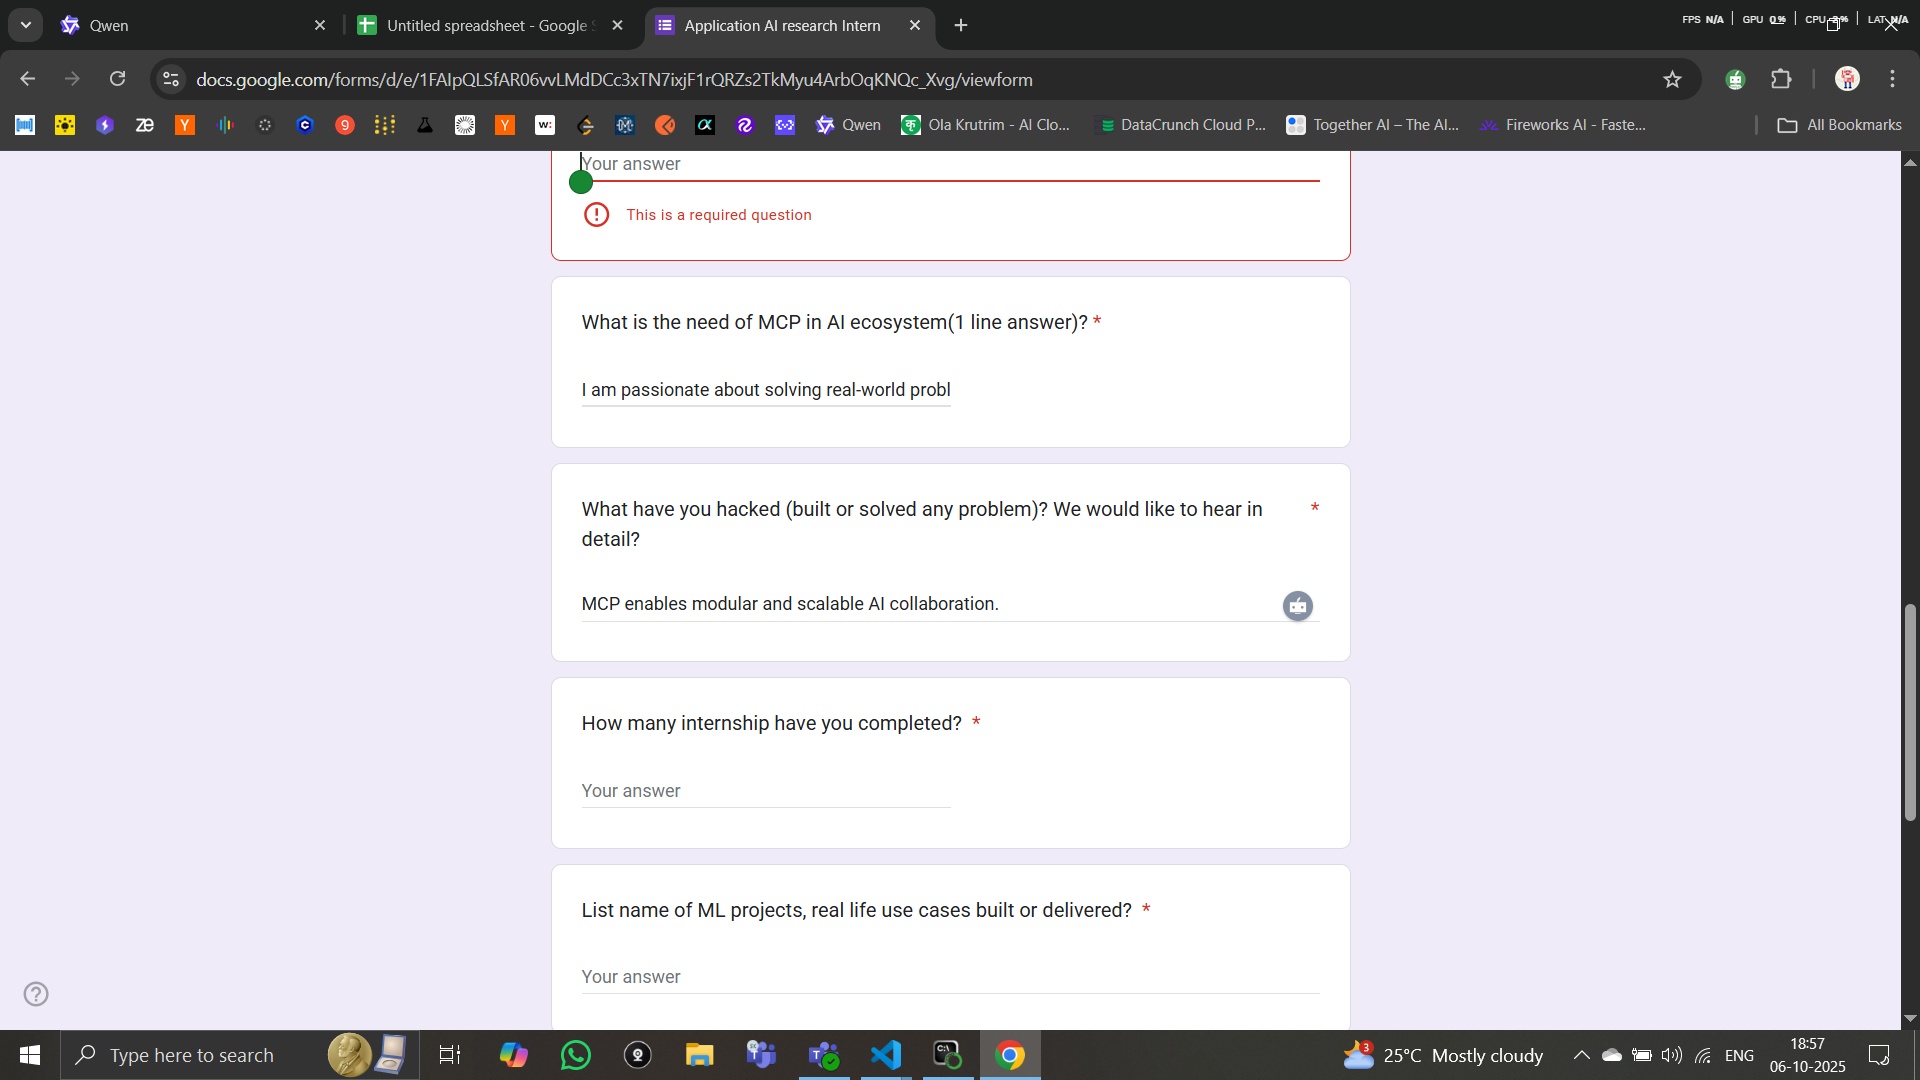 Qwen
Untitled spreadsheet - Google S
Application AI research Intern
FPS N/A
GPU 0%
CPU 2%
LAT N/A
docs.google.com/forms/d/e/1FAIpQLSfAR06vvLMdDCc3xTN7ixjF1rQRZs2TkMyu4ArbOqKNQc_Xvg/viewform
Qwen
Ola Krutrim - AI Clo...
DataCrunch Cloud P...
Together AI – The AI...
Fireworks AI - Faste...
All Bookmarks
Your answer
This is a required question
What is the need of MCP in AI ecosystem(1 line answer)? *
I am passionate about solving real-world probl
What have you hacked (built or solved any problem)? We would like to hear in *
detail?
MCP enables modular and scalable AI collaboration.
How many internship have you completed? *
Your answer
List name of ML projects, real life use cases built or delivered? *
Your answer
Type here to search
3
25°C Mostly cloudy
ENG
18:57
06-10-2025